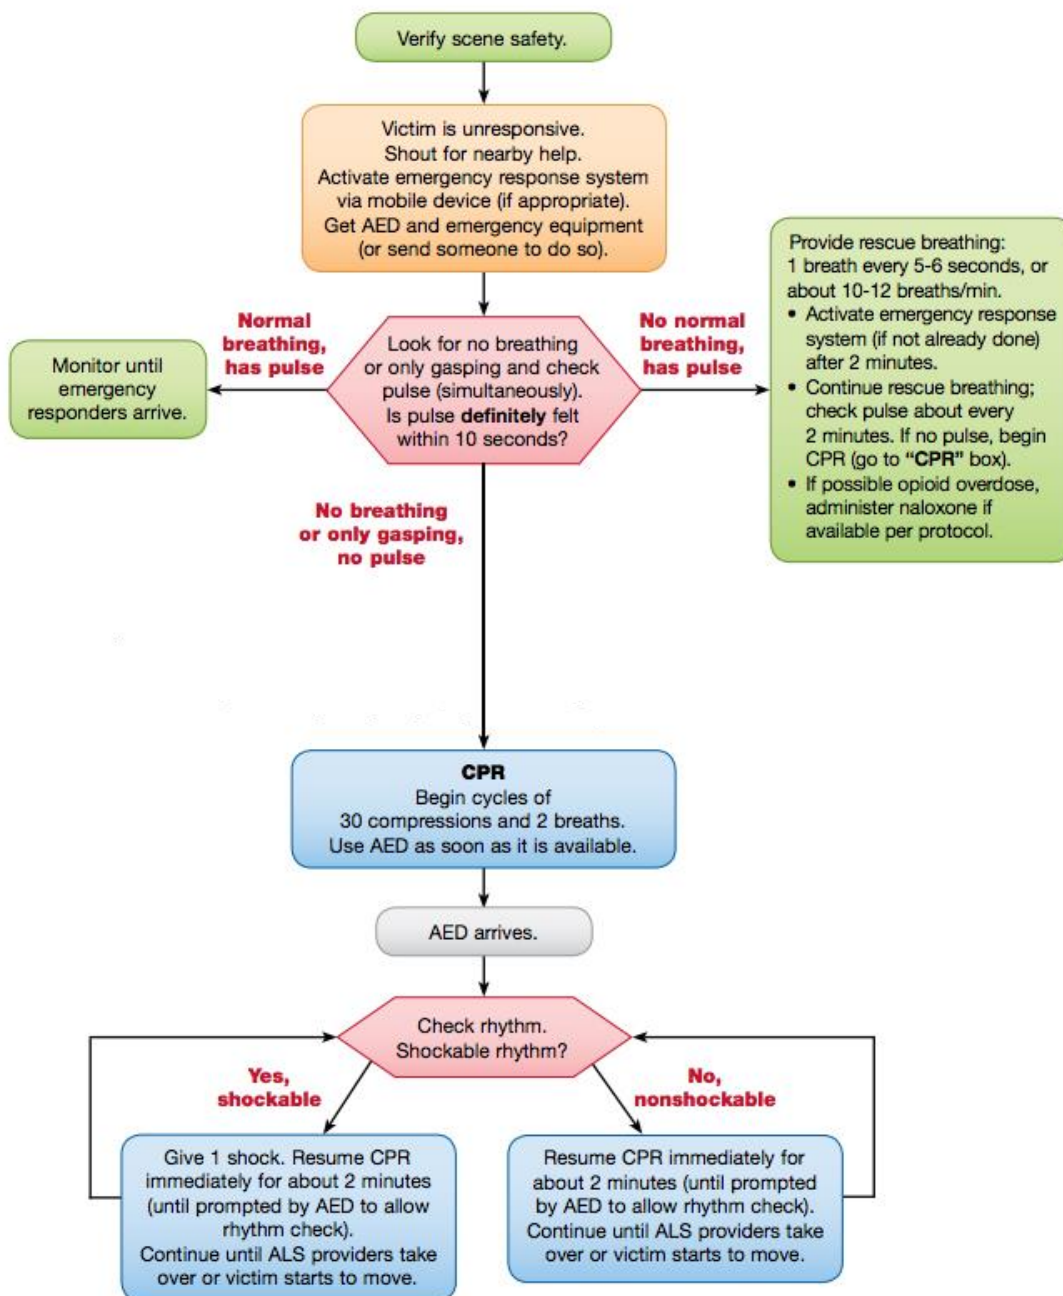 Verify scene safety.
Victim is unresponsive.
Shout for nearby help.
Activate emergency response system
via mobile device (if appropriate).
Get AED and emergency equipment
(or send someone to do so).
Normal
breathing,
has pulse
Look for no breathing
or only gasping and check
pulse (simultaneously).
Is pulse definitely felt
within 10 seconds?
No normal
breathing,
has pulse
Monitor until
emergency
responders arrive.
Provide rescue breathing:
1 breath every 5-6 seconds, or
about 10-12 breaths/min.
• Activate emergency response
system (if not already done)
after 2 minutes.
• Continue rescue breathing;
check pulse about every
2 minutes. If no pulse, begin
CPR (go to “CPR” box).
• If possible opioid overdose,
administer naloxone if
available per protocol.
No breathing
or only gasping,
no pulse
CPR
Begin cycles of
30 compressions and 2 breaths.
Use AED as soon as it is available.
AED arrives.
Check rhythm.
Shockable rhythm?
Yes,
shockable
No,
nonshockable
Give 1 shock. Resume CPR
immediately for about 2 minutes
(until prompted by AED to allow
rhythm check).
Continue until ALS providers take
over or victim starts to move.
Resume CPR immediately for
about 2 minutes (until prompted
by AED to allow rhythm check).
Continue until ALS providers take
over or victim starts to move.